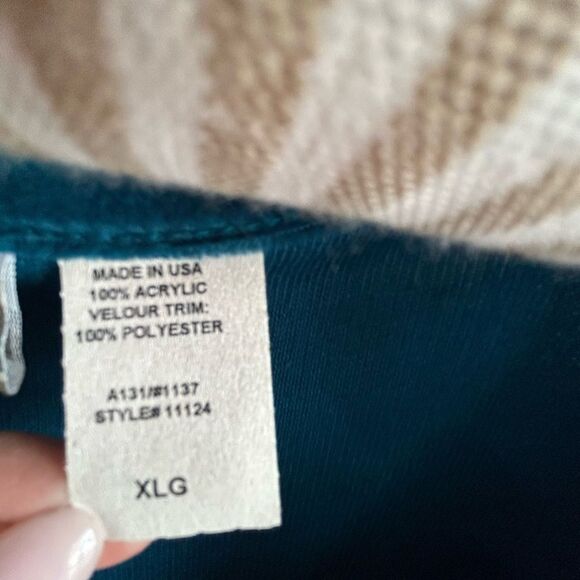 MADE IN USA
100% ACRYLIC
VELOUR TRIM:
100% POLYESTER
A131/#1137
STYLE# 11124
XLG